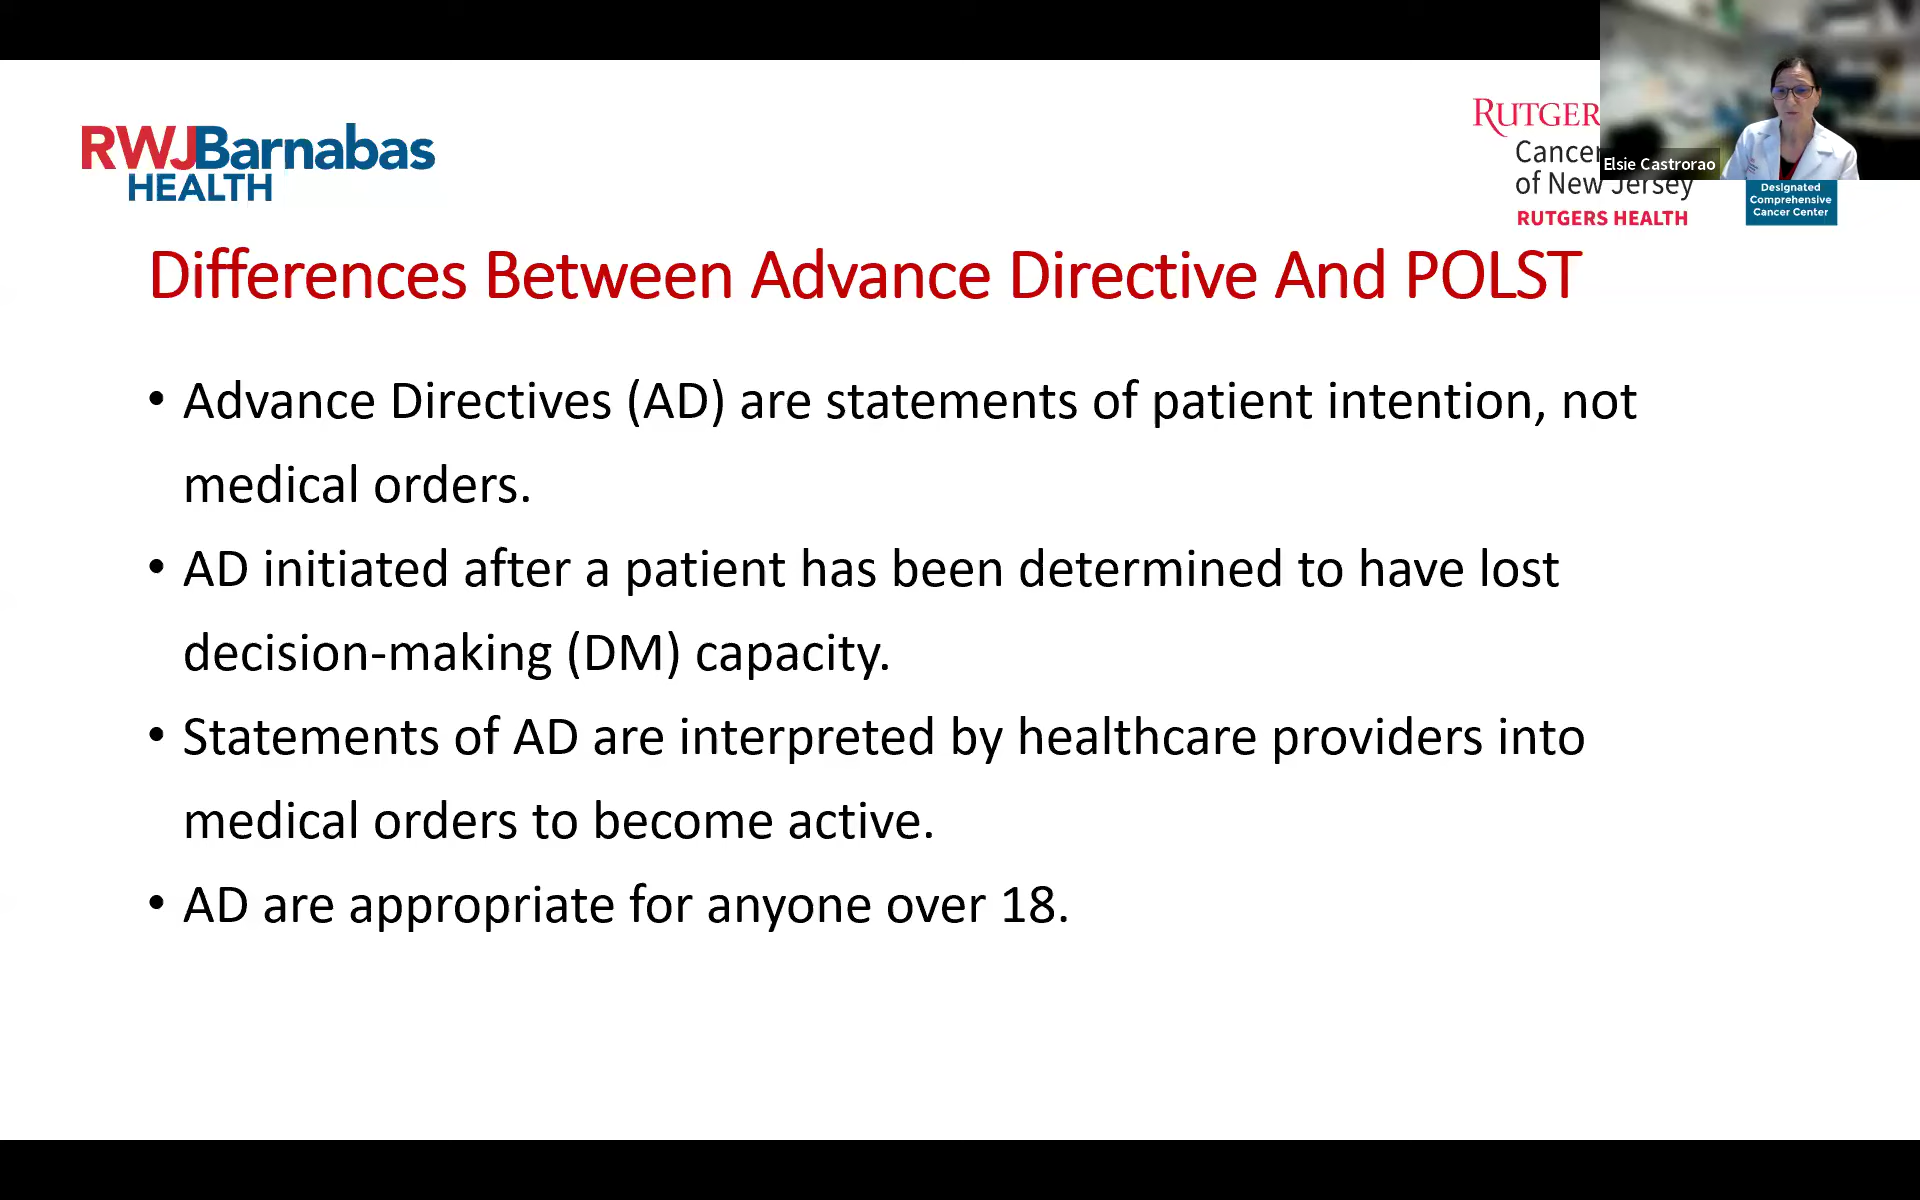 RWJBarnabas
HEALTH
RUTGER
Cancer
of New Jersey
RUTGERS HEALTH
Elsie Castrorao
Designated
Comprehensive
Cancer Center
Differences Between Advance Directive And POLST
• Advance Directives (AD) are statements of patient intention, not
medical orders.
• AD initiated after a patient has been determined to have lost
decision-making (DM) capacity.
• Statements of AD are interpreted by healthcare providers into
medical orders to become active.
• AD are appropriate for anyone over 18.